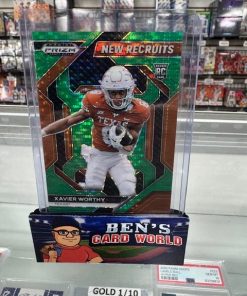 PRIZM
NEW RECRUITS
RC
TEXAS
XAVIER WORTHY
BEN'S
CARD WORLD
GOLD 1/10